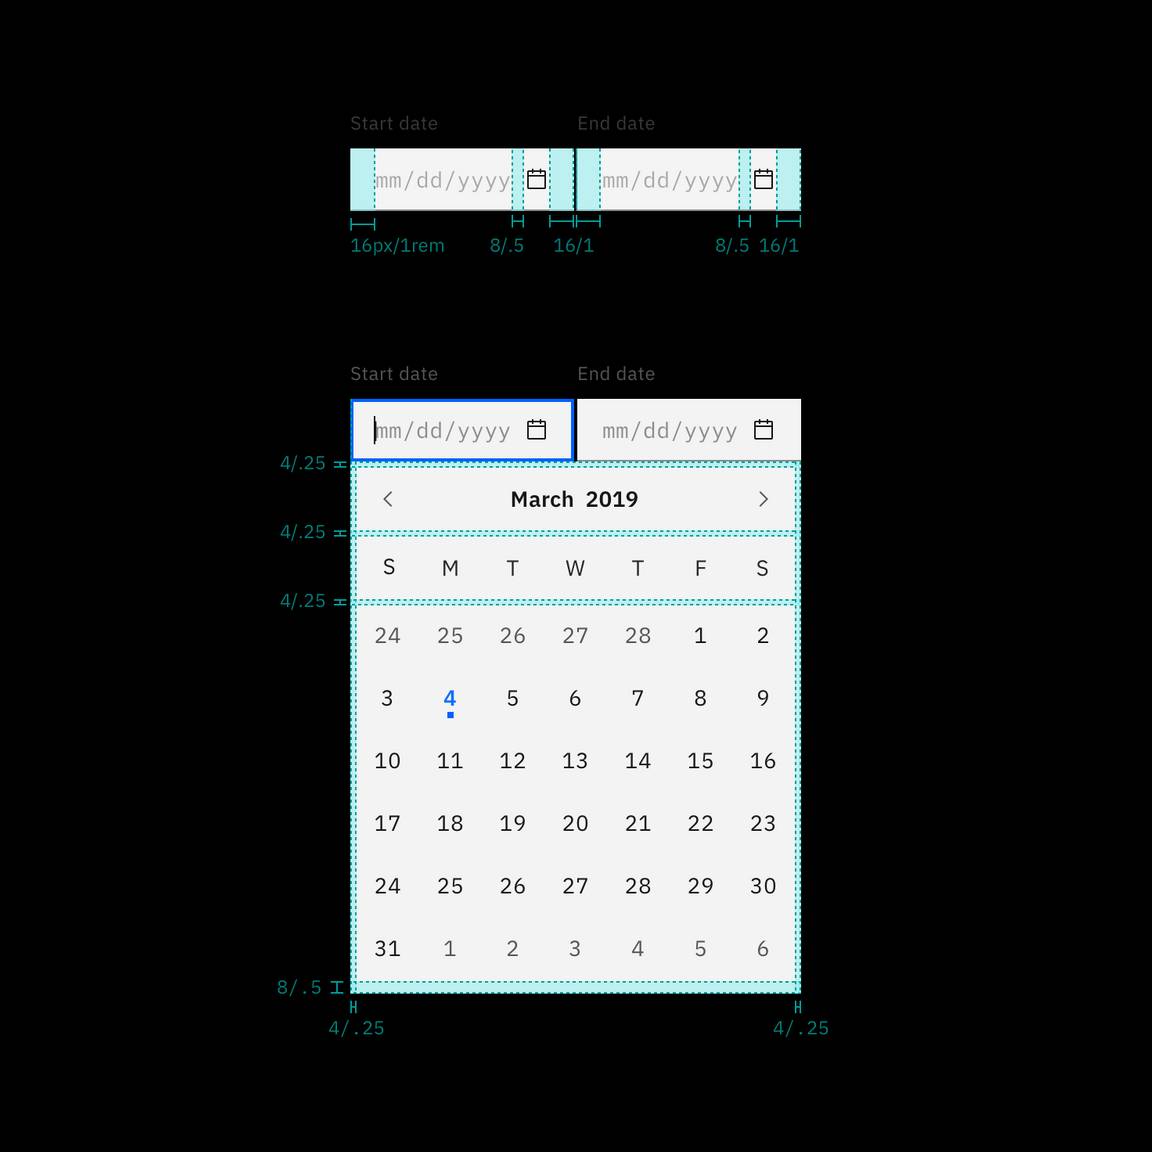 Start date End date
mm/dd/yyyy mm/dd/yyyy
16px/1rem 8/.5 16/1 8/.5 16/1
Start date End date
mm/dd/yyyy mm/dd/yyyy
4/.25
March 2019
4/.25
S M T W T F S
4/.25
24 25 26 27 28 1 2
3 4 5 6 7 8 9
10 11 12 13 14 15 16
17 18 19 20 21 22 23
24 25 26 27 28 29 30
31 1 2 3 4 5 6
8/.5
4/.25 4/.25